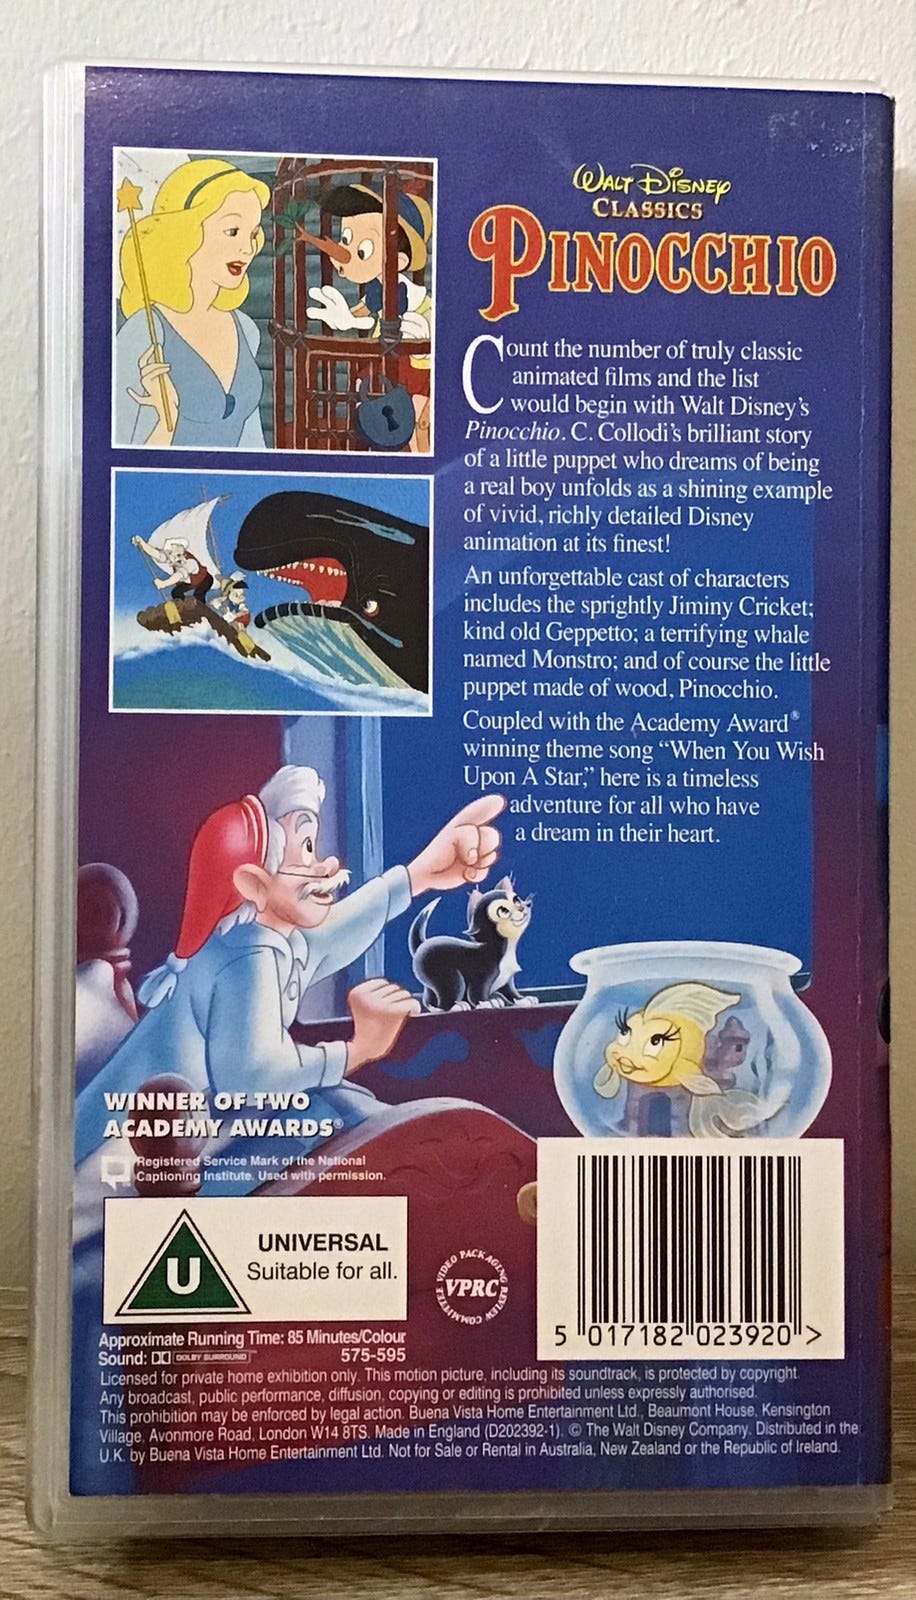 WALT DISNEY
CLASSICS
PINOCCHIO
Count the number of truly classic
animated films and the list
would begin with Walt Disney's
Pinocchio. C. Collodi's brilliant story
of a little puppet who dreams of being
a real boy unfolds as a shining example
of vivid, richly detailed Disney
animation at its finest!
An unforgettable cast of characters
includes the sprightly Jiminy Cricket;
kind old Geppetto; a terrifying whale
named Monstro; and of course the little
puppet made of wood, Pinocchio.
Coupled with the Academy Award®
winning theme song “When You Wish
Upon A Star,” here is a timeless
adventure for all who have
a dream in their heart.
WINNER OF TWO
ACADEMY AWARDS®
Registered Service Mark of the National
Captioning Institute. Used with permission.
U
UNIVERSAL
Suitable for all.
VIDEO PACKAGING
VPRC
REVIEW COMMITTEE
5 017182 023920 >
Approximate Running Time: 85 Minutes/Colour
Sound: DOLBY SURROUND 575-595
Licensed for private home exhibition only. This motion picture, including its soundtrack, is protected by copyright.
Any broadcast, public performance, diffusion, copying or editing is prohibited unless expressly authorised.
This prohibition may be enforced by legal action. Buena Vista Home Entertainment Ltd., Beaumont House, Kensington
Village, Avonmore Road, London W14 8TS. Made in England (D202392-1). © The Walt Disney Company. Distributed in the
U.K. by Buena Vista Home Entertainment Ltd. Not for Sale or Rental in Australia, New Zealand or the Republic of Ireland.